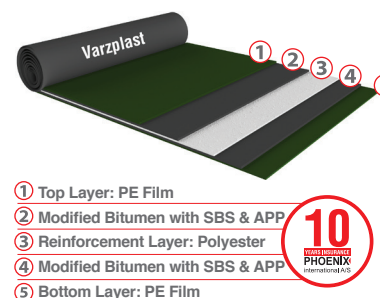 Varzplast
1
2
3
4
1 Top Layer: PE Film
2 Modified Bitumen with SBS & APP
3 Reinforcement Layer: Polyester
4 Modified Bitumen with SBS & APP
5 Bottom Layer: PE Film
10
YEARS INSURANCE
PHOENIX
international A/S